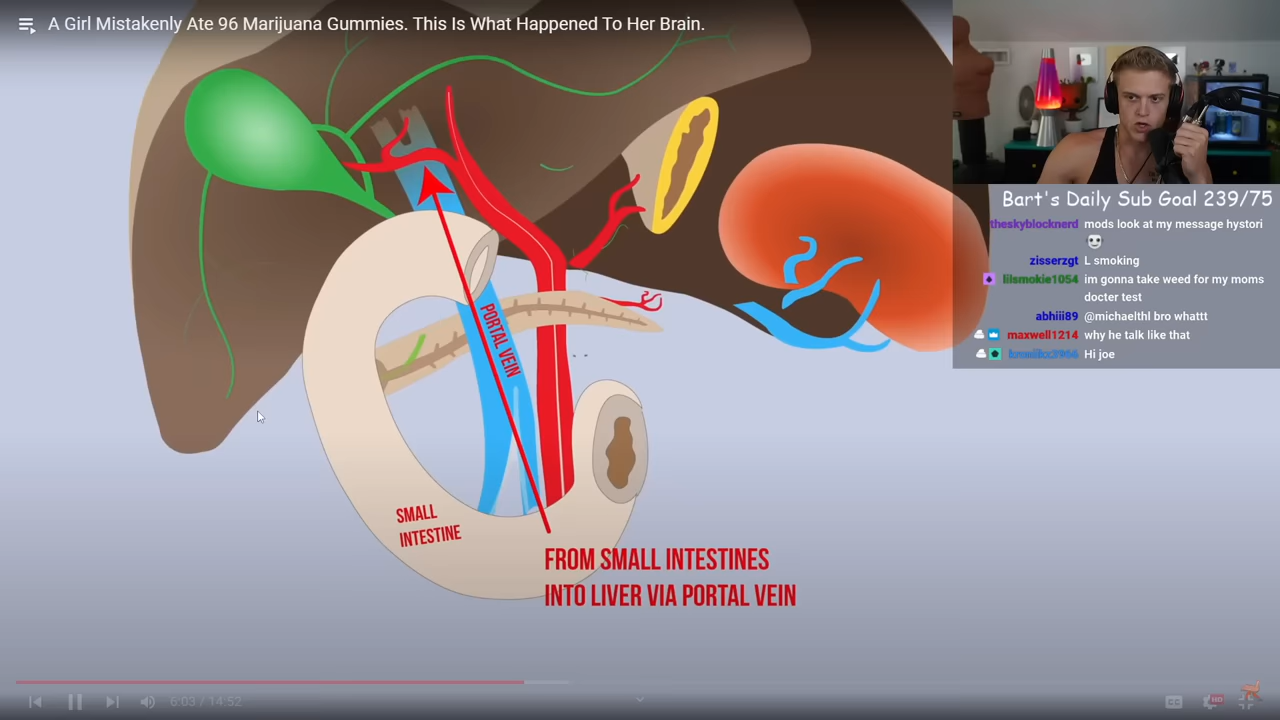 A Girl Mistakenly Ate 96 Marijuana Gummies. This Is What Happened To Her Brain.
Bart's Daily Sub Goal 239/75
theskyblocknerd mods look at my message hystori
zisserzgt L smoking
lilsmokie1054 im gonna take weed for my moms
docter test
abhiii89 @michaelthl bro whattt
maxwell1214 why he talk like that
Hi joe
PORTAL VEIN
SMALL
INTESTINE
FROM SMALL INTESTINES
INTO LIVER VIA PORTAL VEIN
6:03 / 14:52
CC
HD